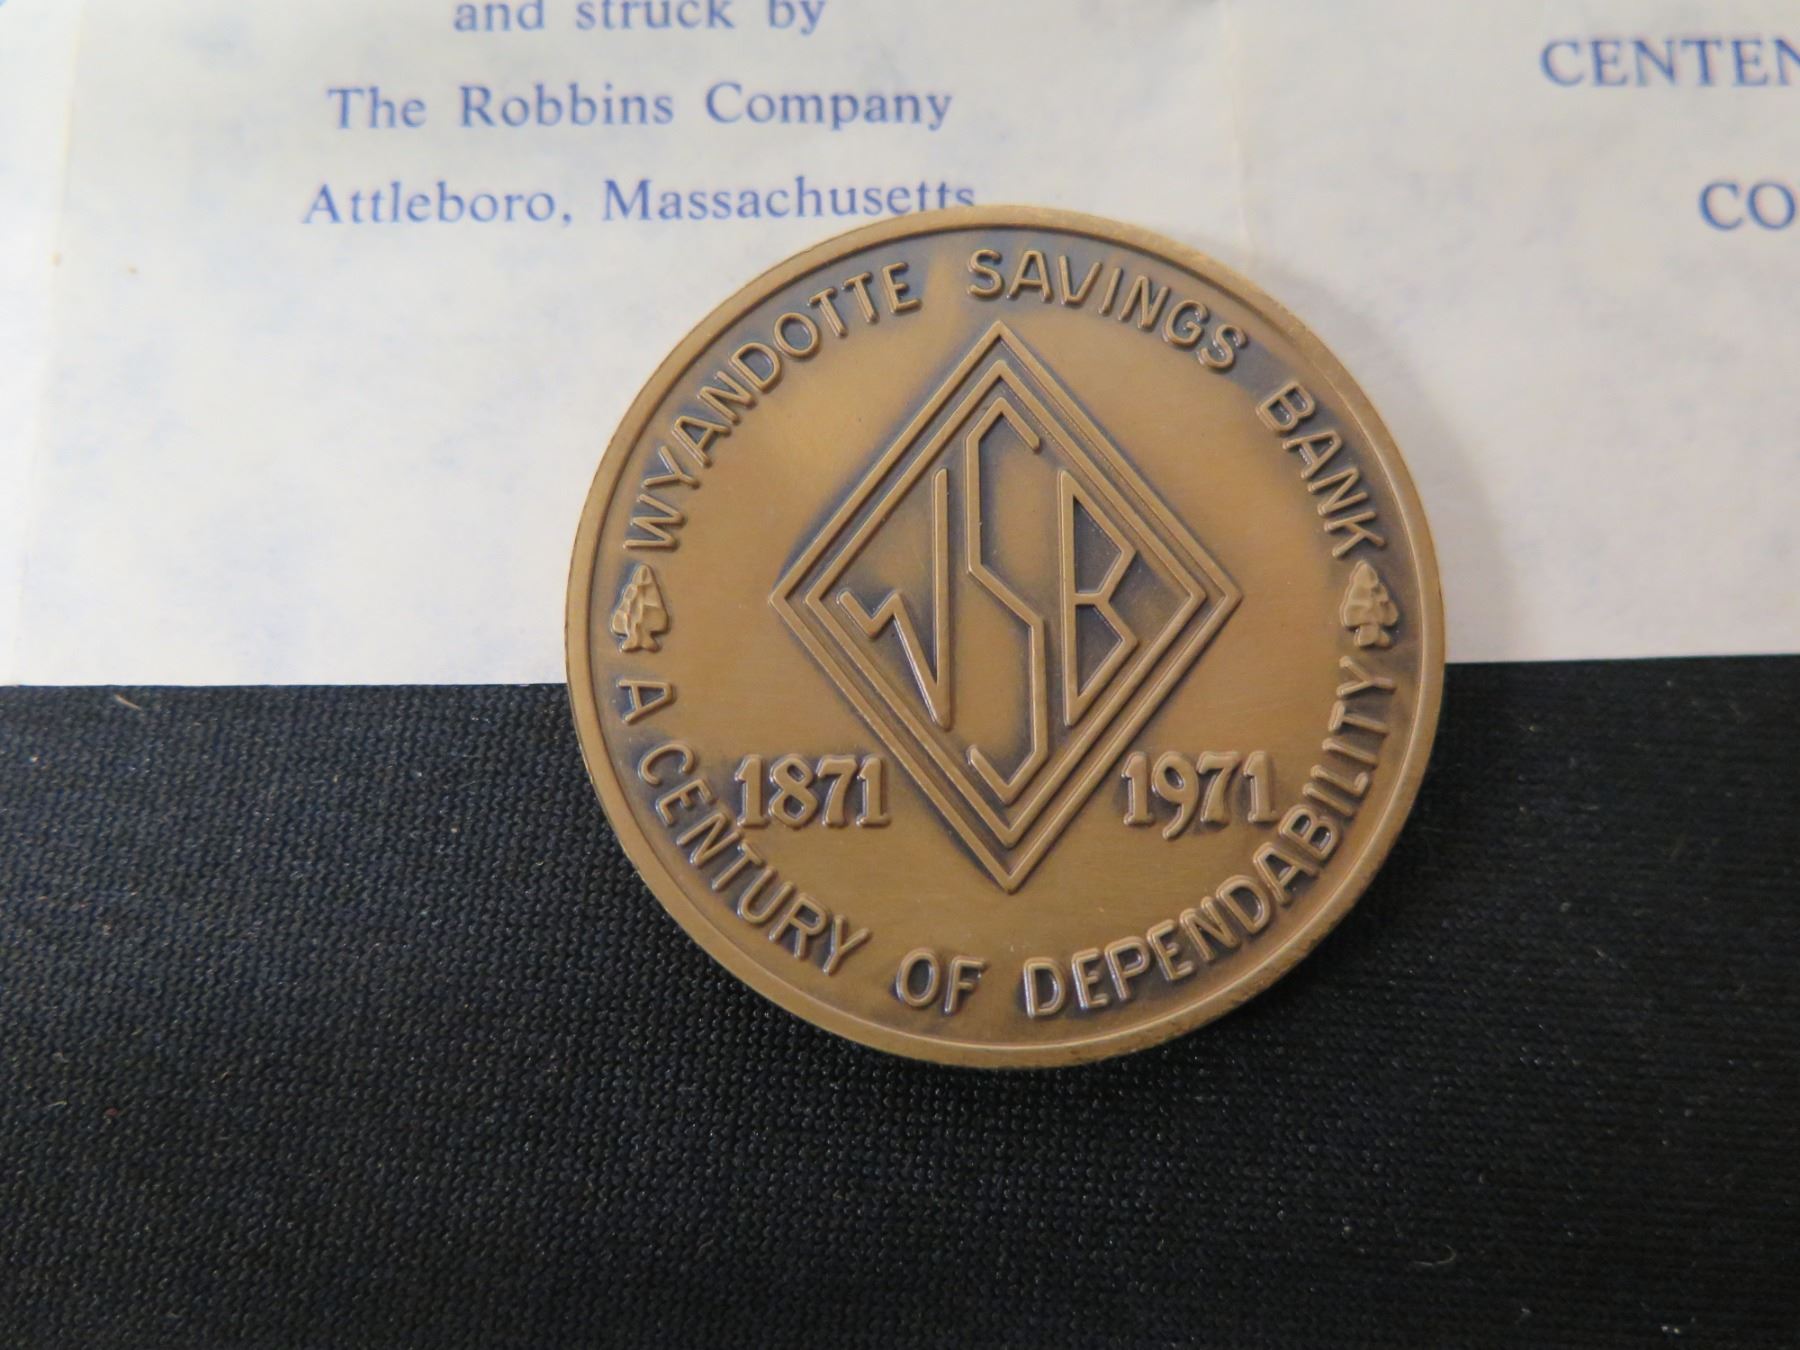 and struck by
The Robbins Company
Attleboro, Massachusetts
CENTEN
CO
WYANDOTTE SAVINGS BANK
WSB
1871 1971
A CENTURY OF DEPENDABILITY